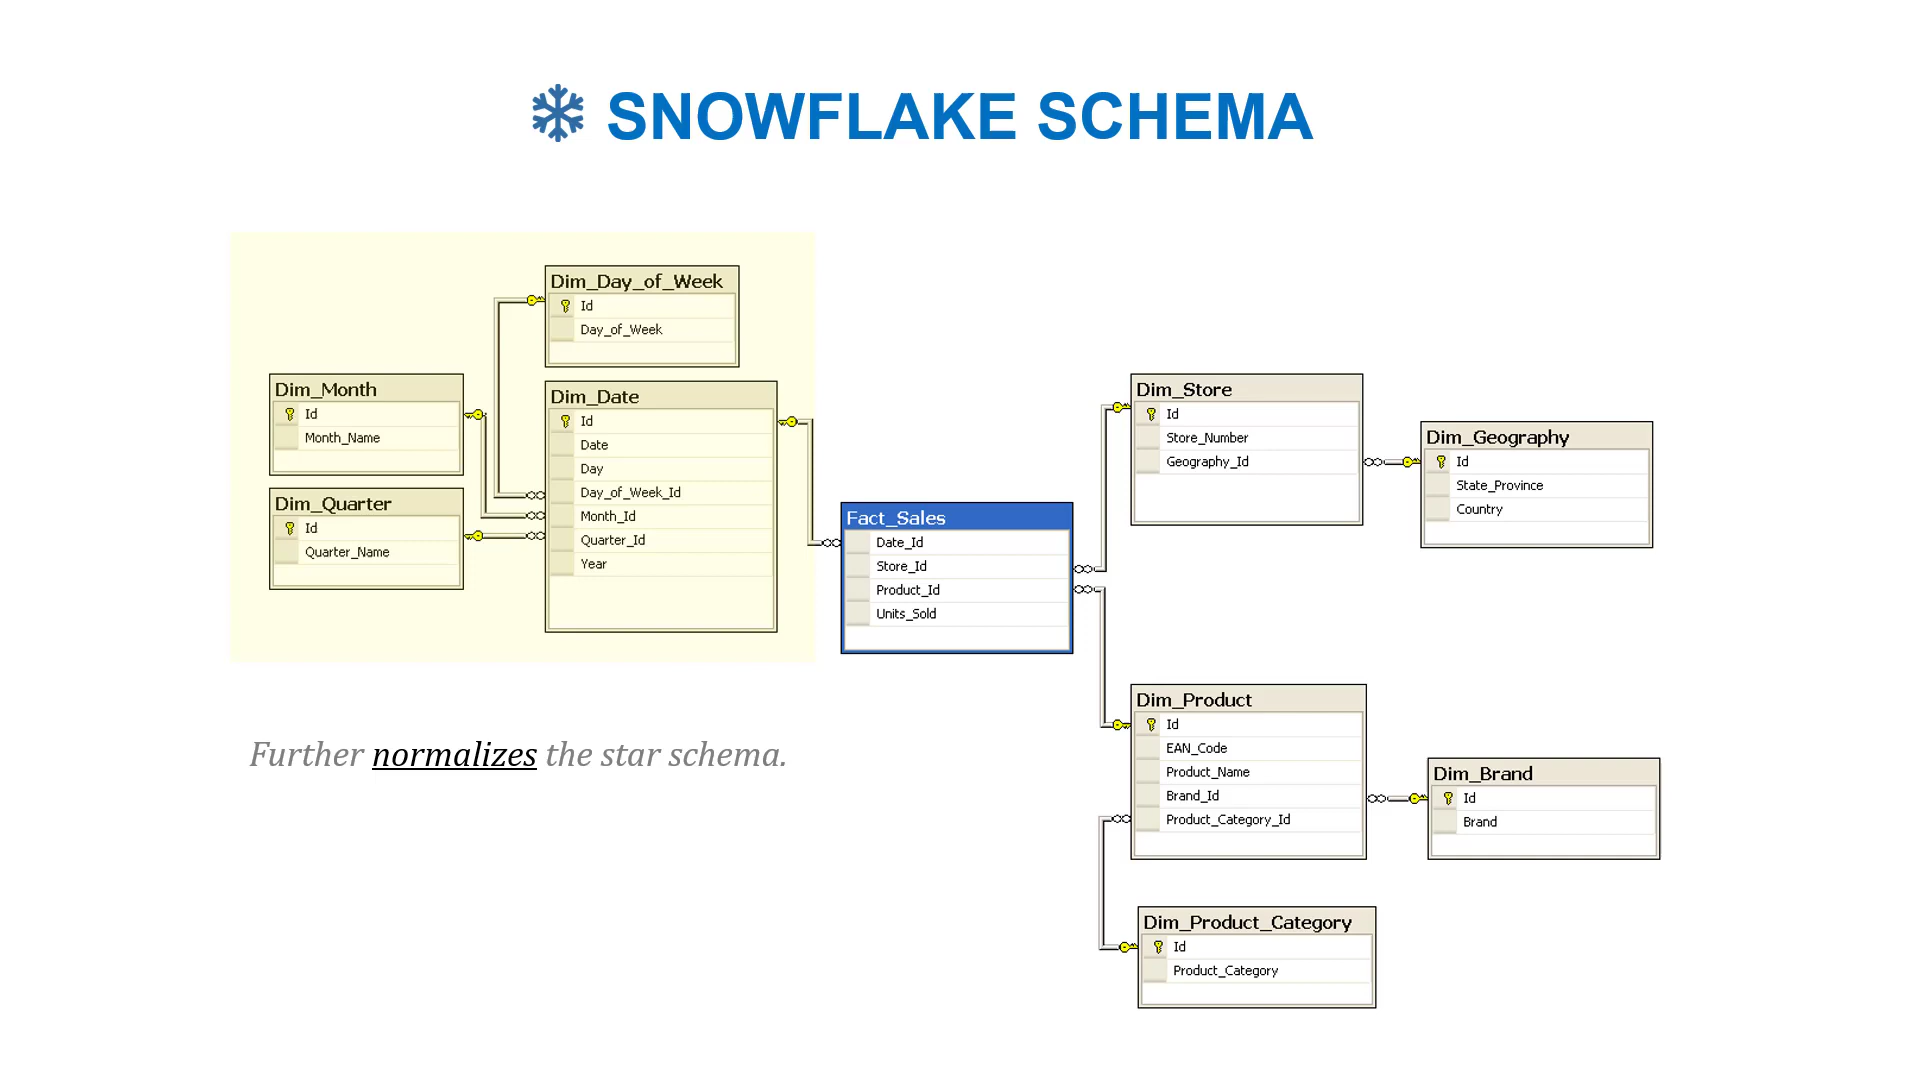 SNOWFLAKE SCHEMA
Dim_Day_of_Week
Id
Day_of_Week
Dim_Month
Id
Month_Name
Dim_Quarter
Id
Quarter_Name
Dim_Date
Id
Date
Day
Day_of_Week_Id
Month_Id
Quarter_Id
Year
Fact_Sales
Date_Id
Store_Id
Product_Id
Units_Sold
Dim_Store
Id
Store_Number
Geography_Id
Dim_Geography
Id
State_Province
Country
Dim_Product
Id
EAN_Code
Product_Name
Brand_Id
Product_Category_Id
Dim_Brand
Id
Brand
Dim_Product_Category
Id
Product_Category
Further normalizes the star schema.